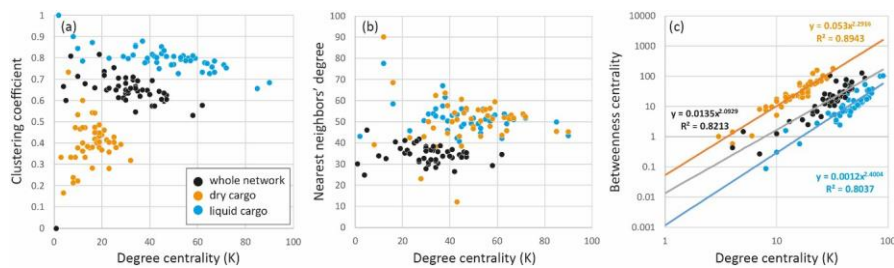 (a)
Clustering coefficient
1
0.9
0.8
0.7
0.6
0.5
0.4
0.3
0.2
0.1
0
0 20 40 60 80 100
Degree centrality (K)
whole network
dry cargo
liquid cargo
(b)
Nearest neighbors' degree
100
90
80
70
60
50
40
30
20
10
0
0 20 40 60 80 100
Degree centrality (K)
(c)
Betweenness centrality
10000
1000
100
10
1
0.1
0.01
0.001
1 10 100
Degree centrality (K)
y = 0.053x^2.2916
R² = 0.8943
y = 0.0135x^2.0929
R² = 0.8213
y = 0.0012x^2.4004
R² = 0.8037